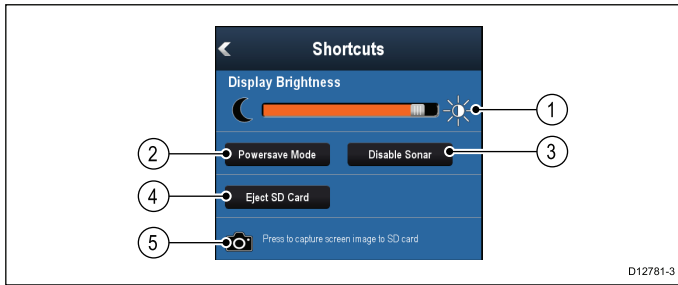 Shortcuts
Display Brightness
1
2 Powersave Mode Disable Sonar 3
4 Eject SD Card
5 Press to capture screen image to SD card
D12781-3